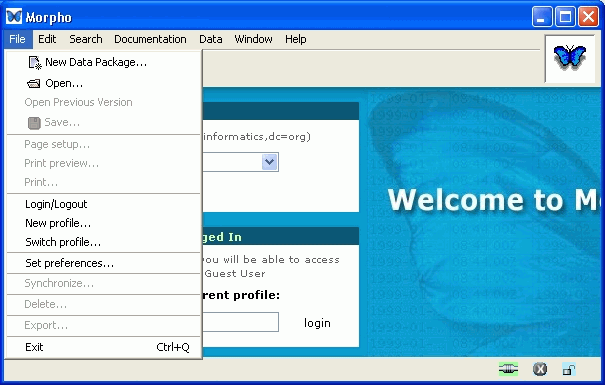 Morpho
File Edit Search Documentation Data Window Help
New Data Package...
Open...
Open Previous Version
Save...
Page setup...
Print preview...
Print...
Login/Logout
New profile...
Switch profile...
Set preferences...
Synchronize...
Delete...
Export...
Exit Ctrl+Q
informatics,dc=org)
Welcome to Mo
ged In
ou will be able to access
Guest User
rent profile:
login